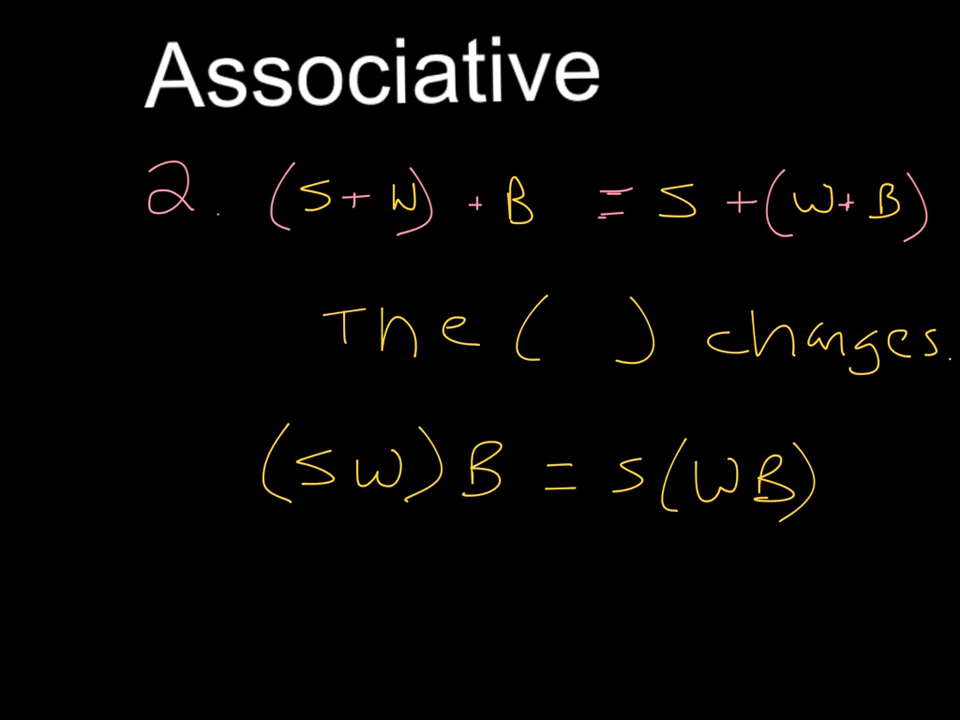 Associative
2. (S + W) + B = S + (W + B)
The ( ) changes.
(SW)B = S(WB)